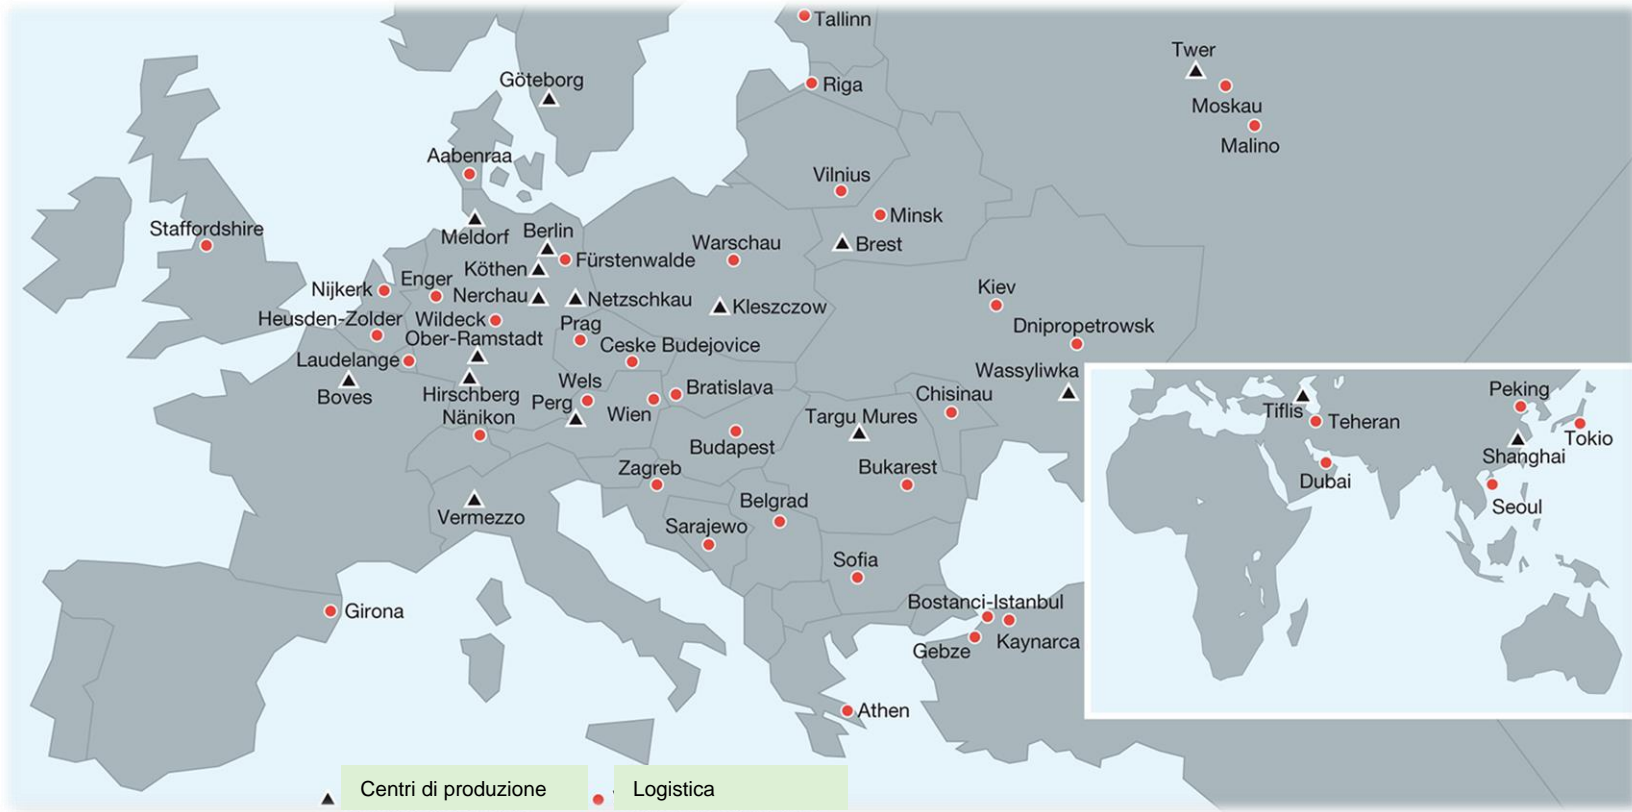 Tallinn
Twer
Göteborg
Riga
Moskau
Malino
Aabenraa
Vilnius
Minsk
Staffordshire
Meldorf
Berlin
Warschau
Brest
Fürstenwalde
Köthen
Enger
Nijkerk
Nerchau
Netzschkau
Kleszczow
Kiev
Heusden-Zolder
Wildeck
Prag
Dnipropetrowsk
Ober-Ramstadt
Ceske Budejovice
Laudelange
Wassyliwka
Boves
Hirschberg
Wels
Bratislava
Chisinau
Perg
Wien
Nänikon
Targu Mures
Budapest
Zagreb
Bukarest
Belgrad
Vermezzo
Sarajewo
Sofia
Bostanci-Istanbul
Girona
Gebze
Kaynarca
Athen
Peking
Tiflis
Teheran
Tokio
Shanghai
Dubai
Seoul
Centri di produzione
Logistica